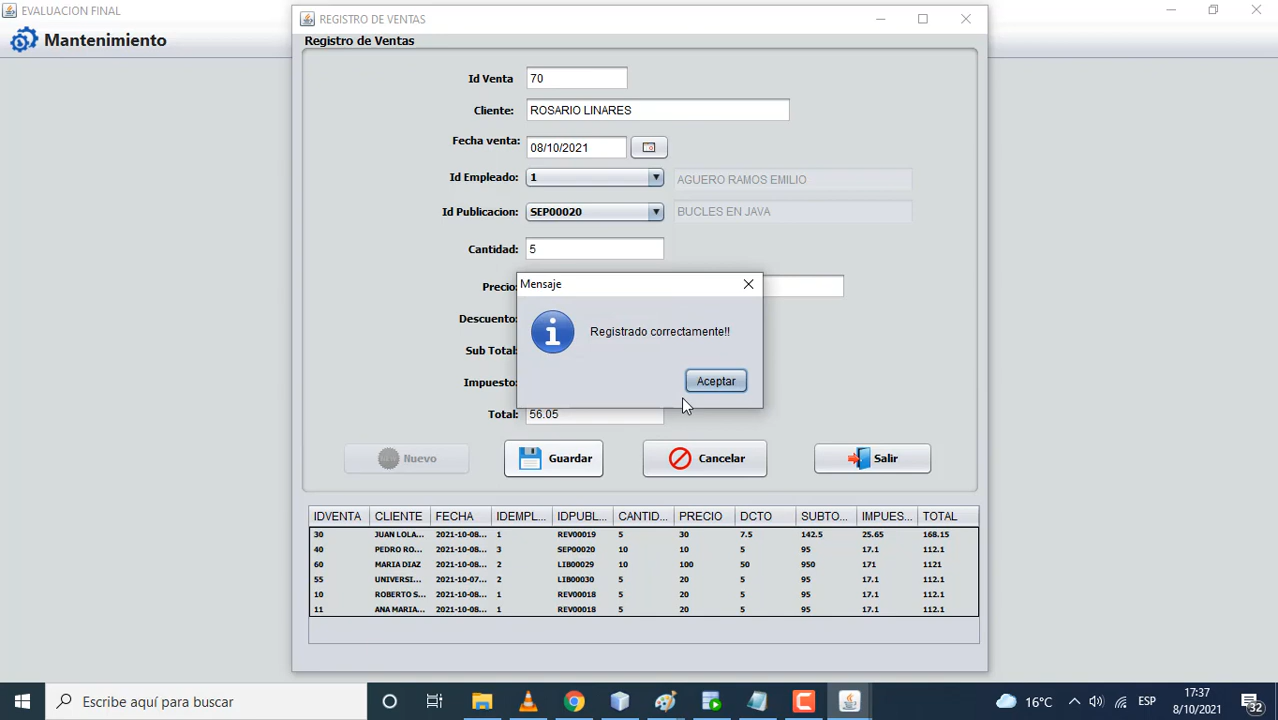 EVALUACION FINAL
Mantenimiento
REGISTRO DE VENTAS
Registro de Ventas
Id Venta 70
Cliente: ROSARIO LINARES
Fecha venta: 08/10/2021
Id Empleado: 1 AGUERO RAMOS EMILIO
Id Publicacion: SEP00020 BUCLES EN JAVA
Cantidad: 5
Precio:
Descuento:
Sub Total
Impuesto:
Total: 56.05
Mensaje
Registrado correctamente!!
Aceptar
Nuevo Guardar Cancelar Salir
IDVENTA CLIENTE FECHA IDEMPL... IDPUBL... CANTID... PRECIO DCTO SUBTO... IMPUES... TOTAL
30 JUAN LOLA... 2021-10-08... 1 REV00019 5 30 7.5 142.5 25.65 168.15
40 PEDRO RO... 2021-10-08... 3 SEP00020 10 10 5 95 17.1 112.1
60 MARIA DIAZ 2021-10-08... 2 LIB00029 10 100 50 950 171 1121
55 UNIVERSI... 2021-10-07... 2 LIB00030 5 20 5 95 17.1 112.1
10 ROBERTO S... 2021-10-08... 1 REV00018 5 20 5 95 17.1 112.1
11 ANA MARIA... 2021-10-08... 1 REV00018 5 20 5 95 17.1 112.1
Escribe aquí para buscar
16°C
ESP
17:37
8/10/2021
32